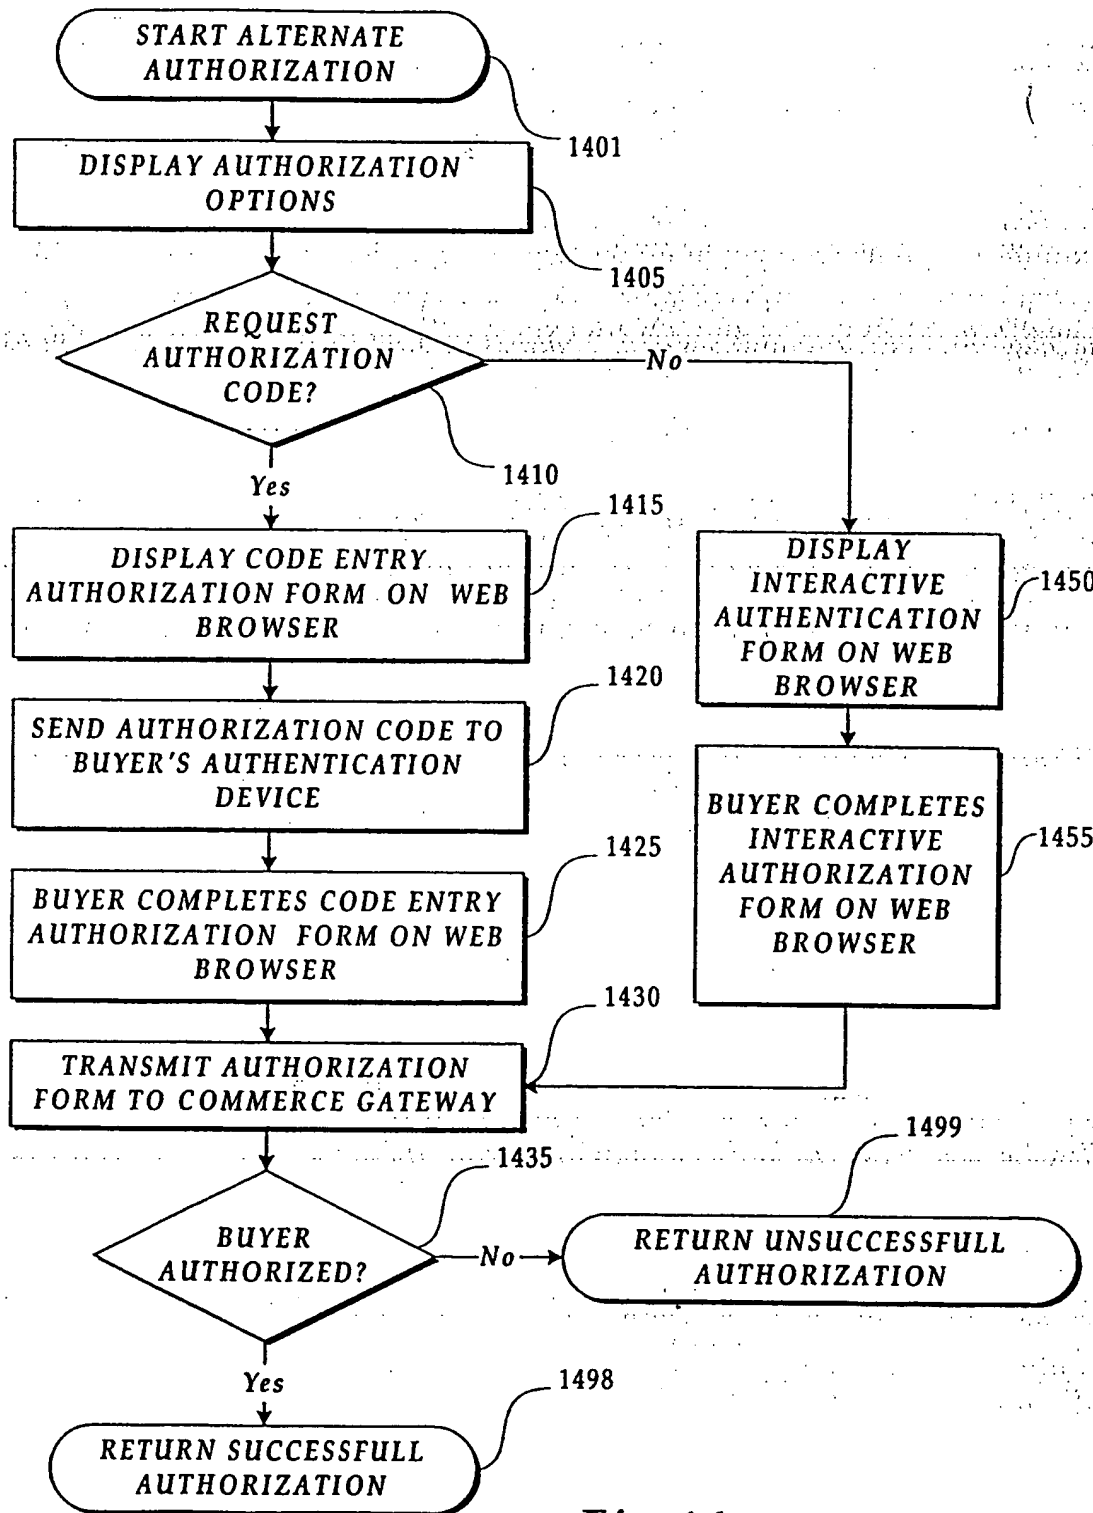 START ALTERNATE
AUTHORIZATION
1401
DISPLAY AUTHORIZATION
OPTIONS
1405
REQUEST
AUTHORIZATION
CODE?
No
1410
Yes
1415
DISPLAY CODE ENTRY
AUTHORIZATION FORM ON WEB
BROWSER
DISPLAY
INTERACTIVE
AUTHENTICATION
FORM ON WEB
BROWSER
1450
1420
SEND AUTHORIZATION CODE TO
BUYER'S AUTHENTICATION
DEVICE
BUYER COMPLETES
INTERACTIVE
AUTHORIZATION
FORM ON WEB
BROWSER
1455
1425
BUYER COMPLETES CODE ENTRY
AUTHORIZATION FORM ON WEB
BROWSER
1430
TRANSMIT AUTHORIZATION
FORM TO COMMERCE GATEWAY
1435
BUYER
AUTHORIZED?
No
1499
RETURN UNSUCCESSFULL
AUTHORIZATION
Yes
1498
RETURN SUCCESSFULL
AUTHORIZATION